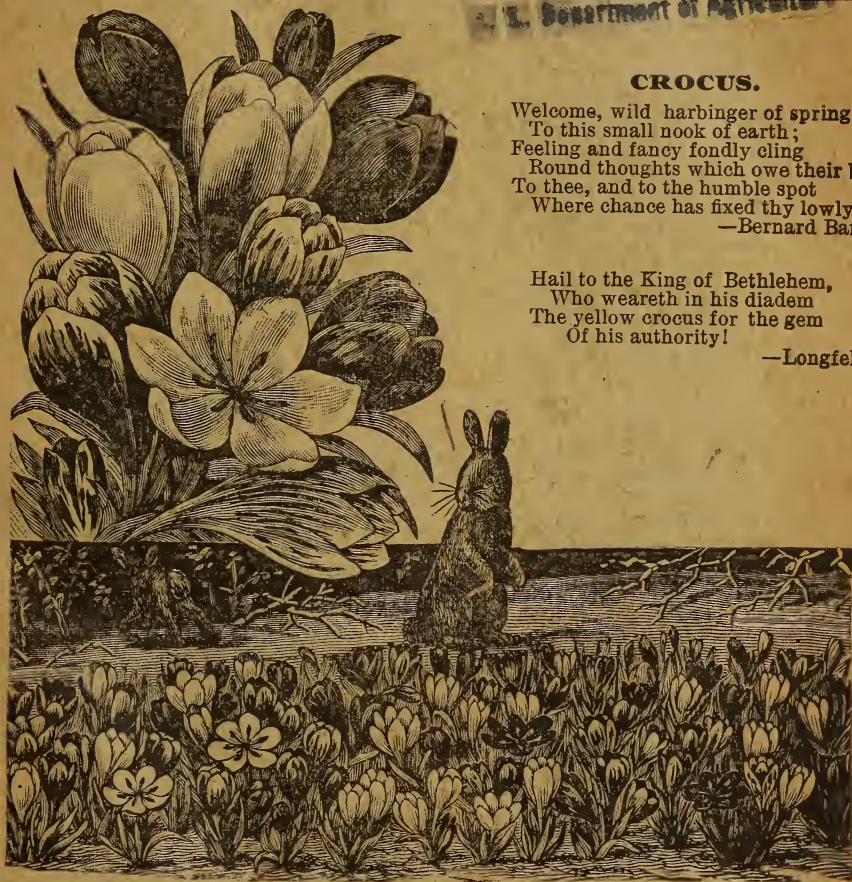 Department of Agriculture
CROCUS.
Welcome, wild harbinger of spring
To this small nook of earth;
Feeling and fancy fondly cling
Round thoughts which owe their
To thee, and to the humble spot
Where chance has fixed thy lowly
—Bernard Bar
Hail to the King of Bethlehem,
Who weareth in his diadem
The yellow crocus for the gem
Of his authority!
—Longfel